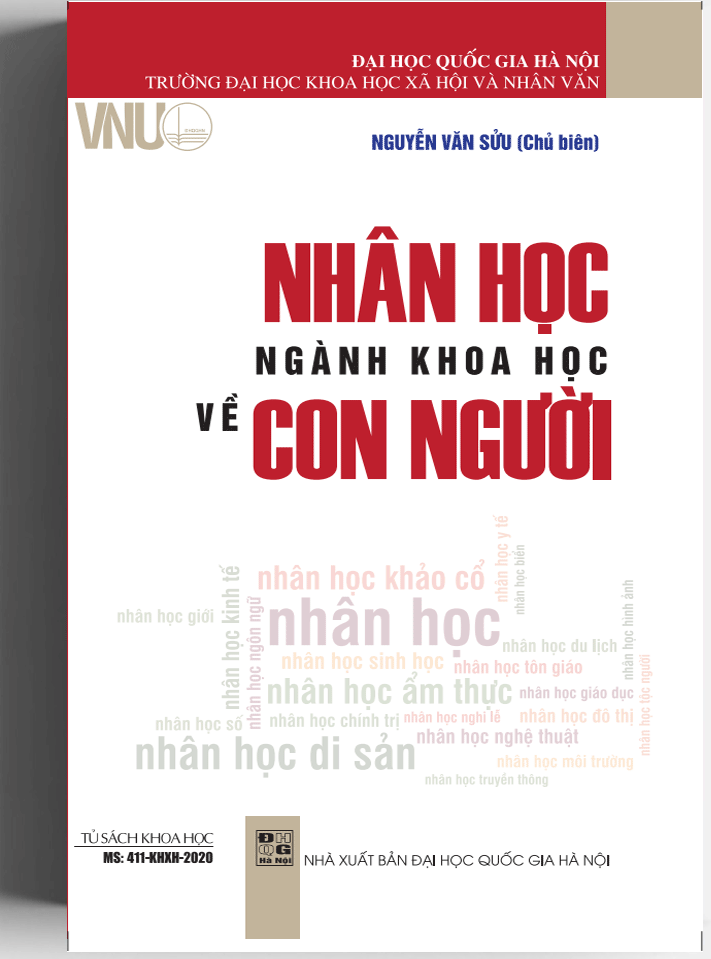 ĐẠI HỌC QUỐC GIA HÀ NỘI
TRƯỜNG ĐẠI HỌC KHOA HỌC XÃ HỘI VÀ NHÂN VĂN
VNU
NGUYỄN VĂN SỬU (Chủ biên)
NHÂN HỌC
NGÀNH KHOA HỌC
VỀ CON NGƯỜI
nhân học y tế
nhân học biển
nhân học kinh tế
nhân học khảo cổ
nhân học hình ảnh
nhân học giới
nhân học ngôn ngữ
nhân học
nhân học du lịch
nhân học sinh học
nhân học tôn giáo
nhân học tộc người
nhân học ẩm thực
nhân học giáo dục
nhân học số
nhân học chính trị
nhân học nghi lễ
nhân học đô thị
nhân học di sản
nhân học nghệ thuật
nhân học môi trường
nhân học truyền thông
TỦ SÁCH KHOA HỌC
MS: 411-KHXH-2020
ĐH
QG
Hà Nội
NHÀ XUẤT BẢN ĐẠI HỌC QUỐC GIA HÀ NỘI